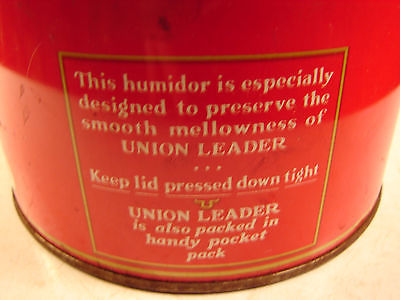 This humidor is especially
designed to preserve the
smooth mellowness of
UNION LEADER
...
Keep lid pressed down tight
UNION LEADER
is also packed in
handy pocket
pack